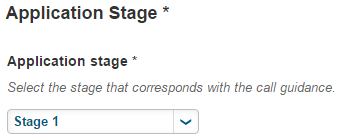 Application Stage *
Application stage *
Select the stage that corresponds with the call guidance.
Stage 1